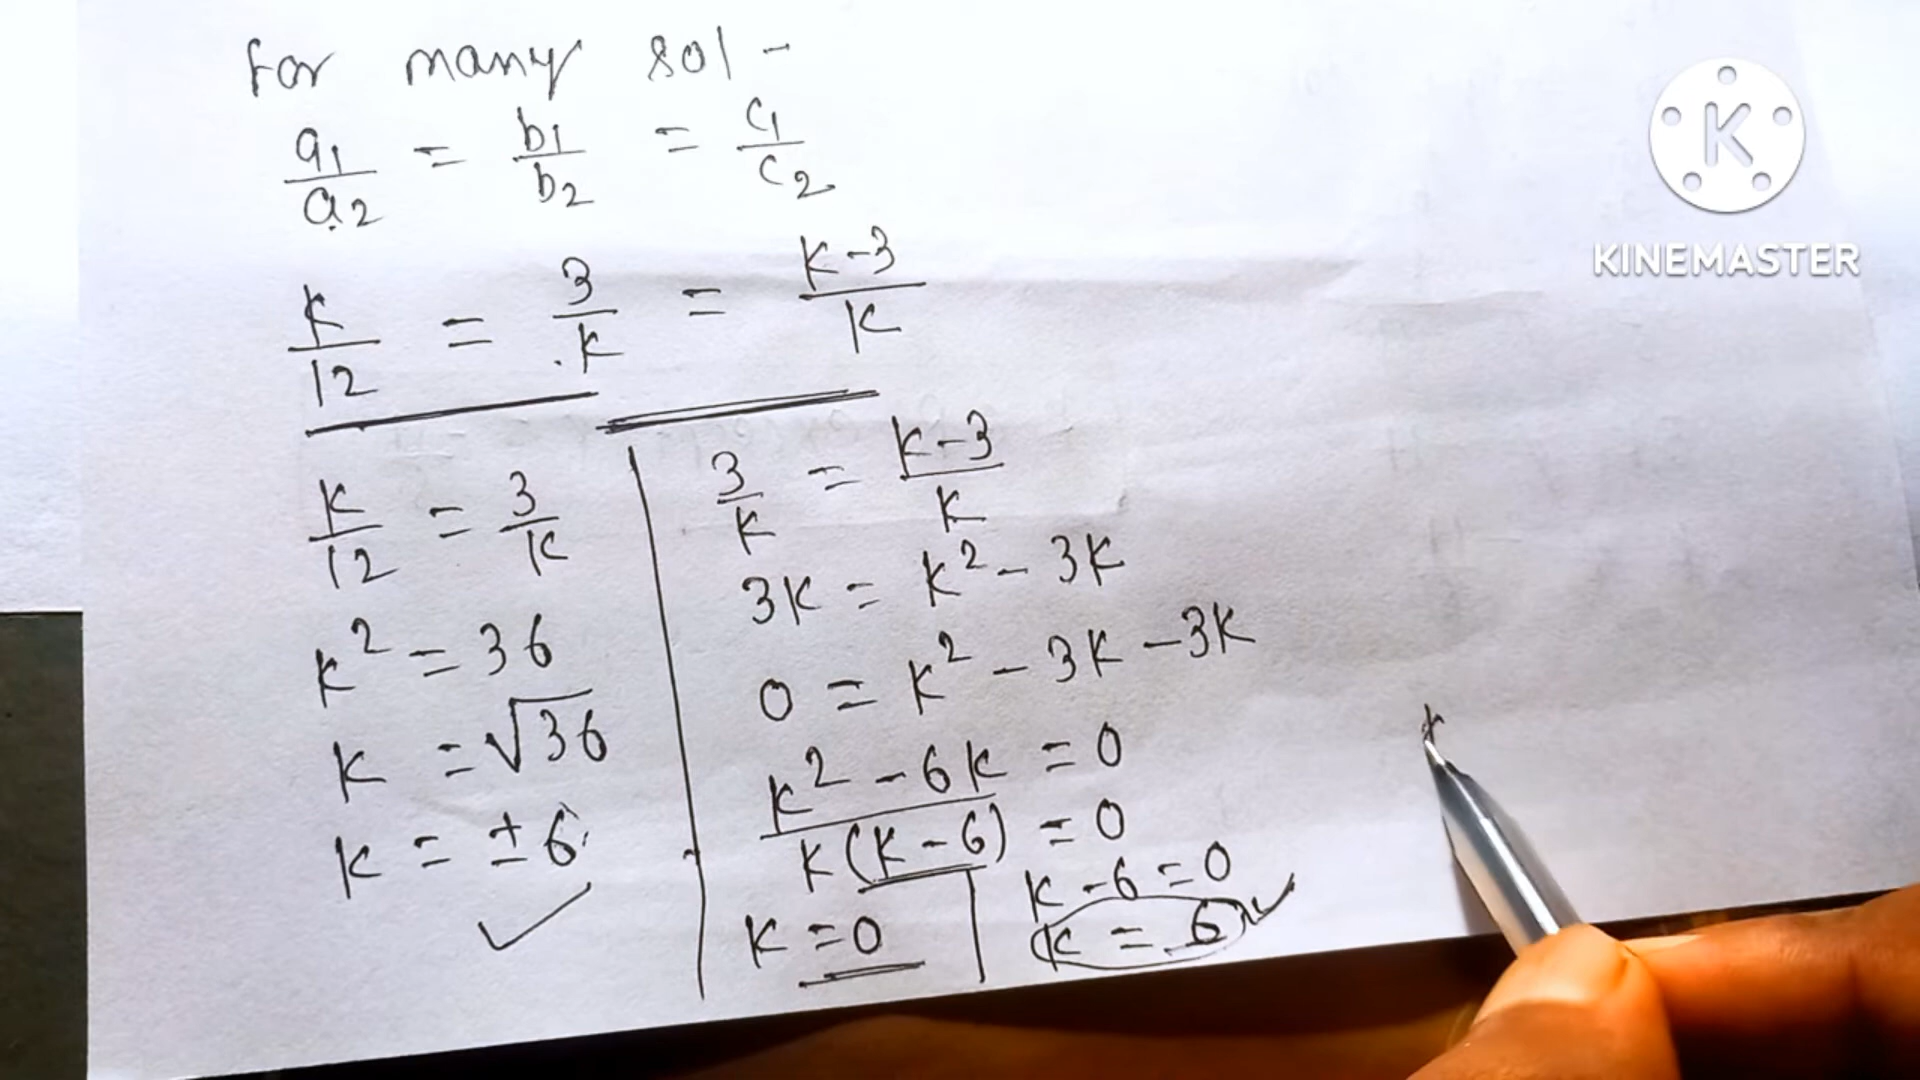 For many sol -
a1/a2 = b1/b2 = c1/c2
K/12 = 3/K = K-3/K
K/12 = 3/K
K² = 36
K = √36
K = ±6
3/K = K-3/K
3K = K² - 3K
0 = K² - 3K - 3K
K² - 6K = 0
K(K-6) = 0
K = 0
K - 6 = 0
K = 6
K
K
KINEMASTER